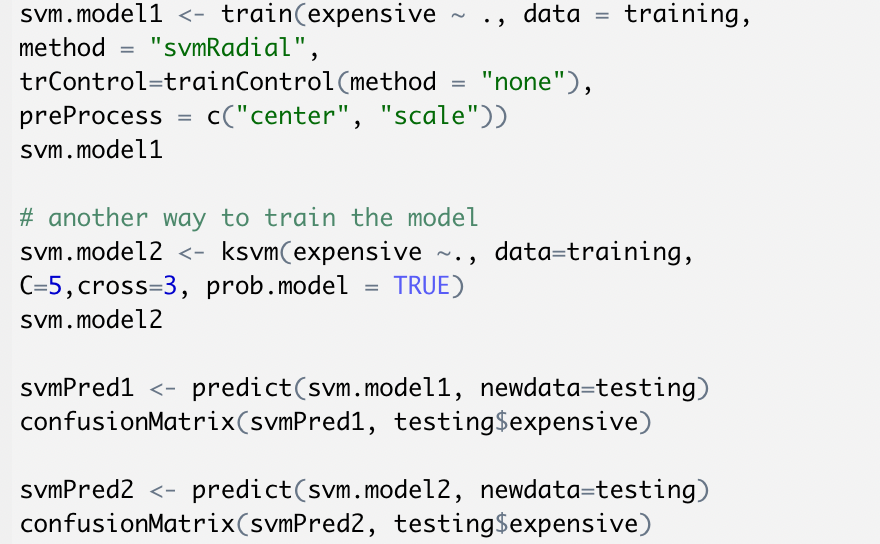 svm.model1 <- train(expensive ~ ., data = training,
method = "svmRadial",
trControl=trainControl(method = "none"),
preProcess = c("center", "scale"))
svm.model1
# another way to train the model
svm.model2 <- ksvm(expensive ~., data=training,
C=5,cross=3, prob.model = TRUE)
svm.model2
svmPred1 <- predict(svm.model1, newdata=testing)
confusionMatrix(svmPred1, testing$expensive)
svmPred2 <- predict(svm.model2, newdata=testing)
confusionMatrix(svmPred2, testing$expensive)